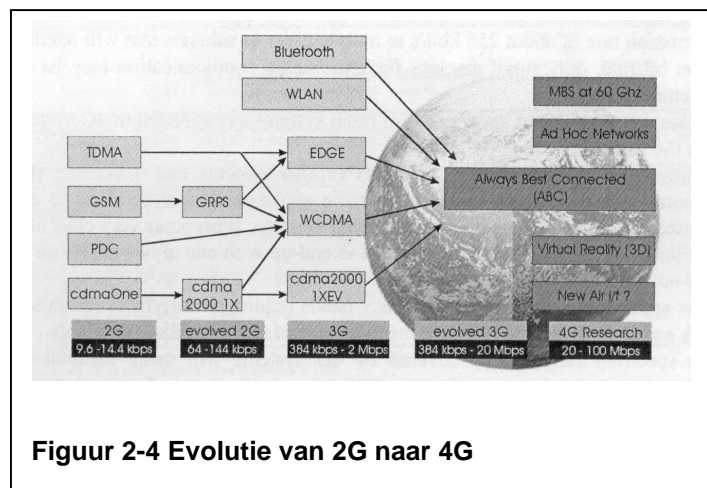 Bluetooth
WLAN
TDMA
GSM
PDC
cdmaOne
GRPS
cdma
2000 1X
EDGE
WCDMA
cdma2000
1XEV
MBS at 60 Ghz
Ad Hoc Networks
Always Best Connected
(ABC)
Virtual Reality (3D)
New Air i/f ?
2G
9.6 -14.4 kbps
evolved 2G
64 -144 kbps
3G
384 kbps - 2 Mbps
evolved 3G
384 kbps - 20 Mbps
4G Research
20 - 100 Mbps
Figuur 2-4 Evolutie van 2G naar 4G